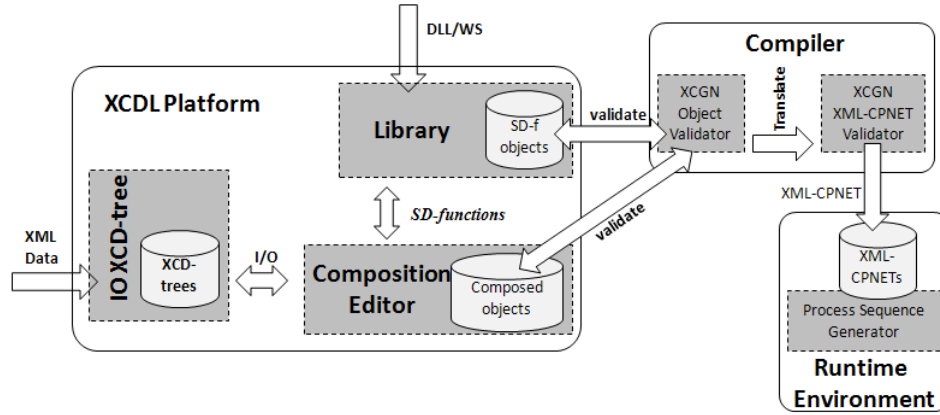 DLL/WS
XCDL Platform
Library
SD-f
objects
validate
Compiler
XCGN
Object
Validator
Translate
XCGN
XML-CPNET
Validator
XML-CPNET
SD-functions
validate
XML
Data
IO XCD-tree
XCD-
trees
I/O
Composition
Editor
Composed
objects
XML-
CPNETs
Process Sequence
Generator
Runtime
Environment